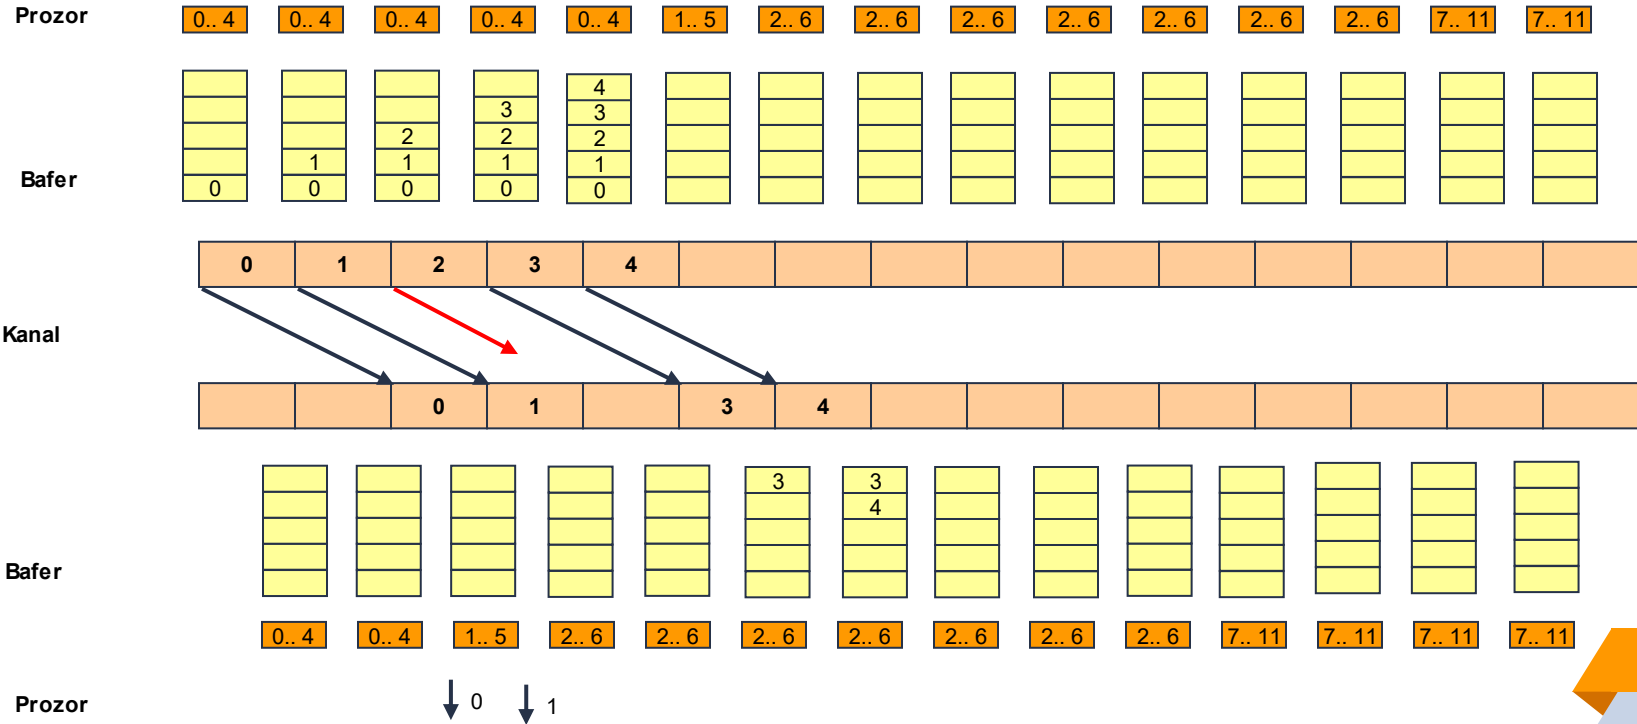 Prozor 0.. 4 0.. 4 0.. 4 0.. 4 0.. 4 1.. 5 2.. 6 2.. 6 2.. 6 2.. 6 2.. 6 2.. 6 2.. 6 7.. 11 7.. 11
4
3 3
2 2 2
1 1 1 1
Bafer 0 0 0 0 0
0 1 2 3 4
Kanal
0 1 3 4
3 3
4
Bafer
0.. 4 0.. 4 1.. 5 2.. 6 2.. 6 2.. 6 2.. 6 2.. 6 2.. 6 2.. 6 7.. 11 7.. 11 7.. 11 7.. 11
Prozor 0 1